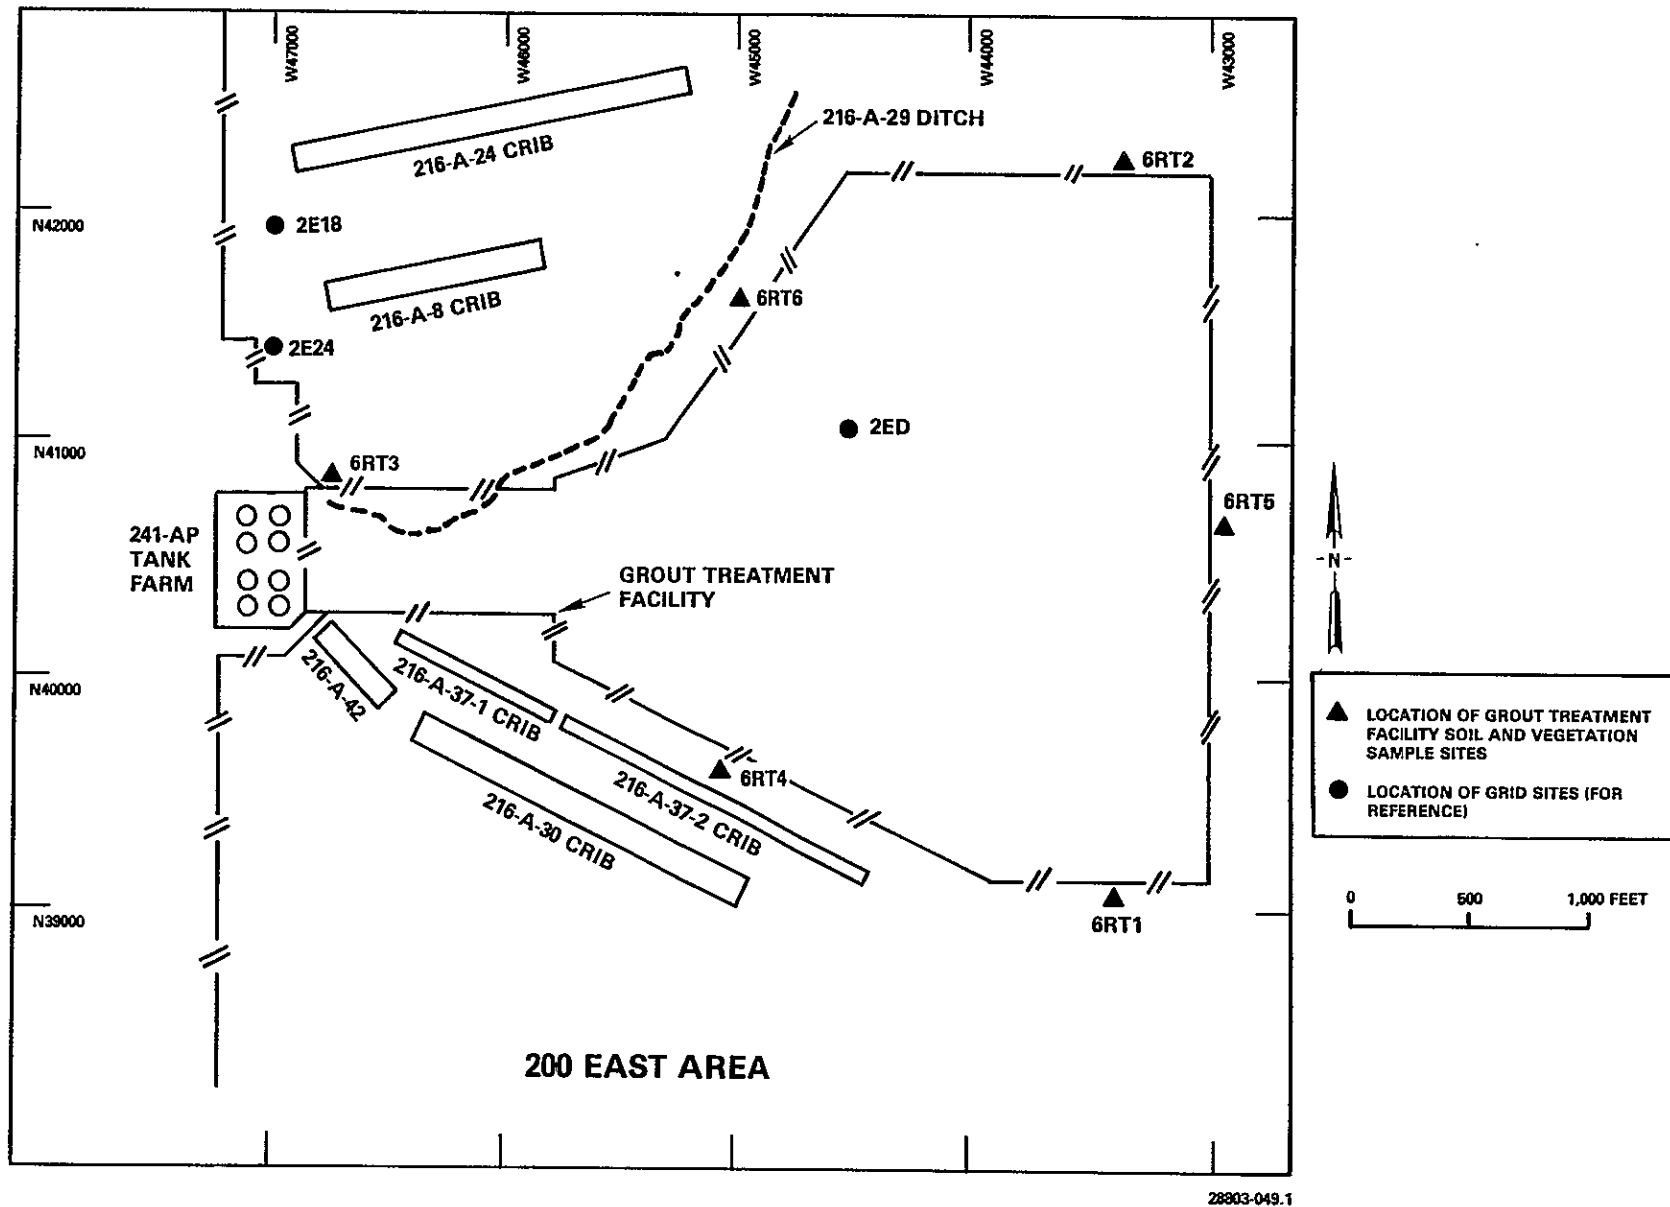 W47000
W46000
W45000
W44000
W43000
216-A-29 DITCH
216-A-24 CRIB
6RT2
N42000
2E18
216-A-8 CRIB
6RT6
2E24
2ED
N41000
6RT3
6RT5
241-AP
TANK
FARM
N
GROUT TREATMENT
FACILITY
216-A-42
216-A-37-1 CRIB
N40000
LOCATION OF GROUT TREATMENT
FACILITY SOIL AND VEGETATION
SAMPLE SITES
LOCATION OF GRID SITES (FOR
REFERENCE)
6RT4
216-A-37-2 CRIB
216-A-30 CRIB
0 500 1,000 FEET
N39000
6RT1
200 EAST AREA
28803-049.1